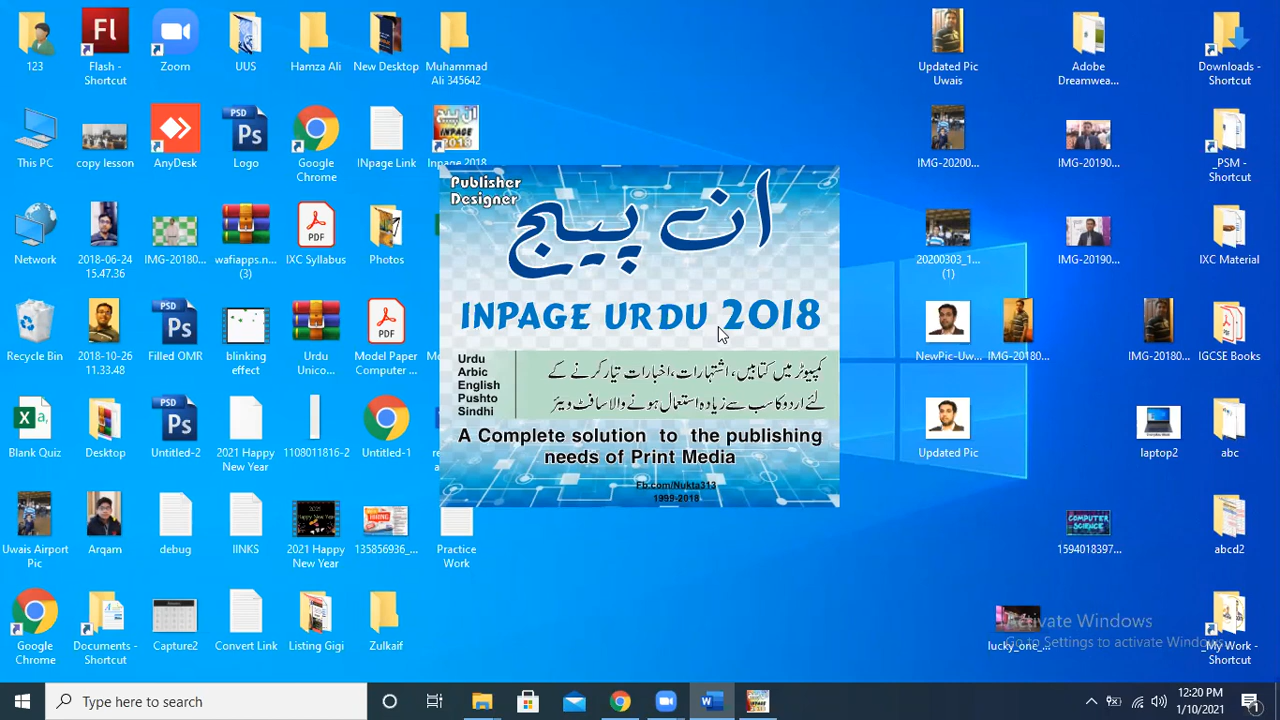 123
Flash - Shortcut
Zoom
UUS
Hamza Ali
New Desktop
Muhammad Ali 345642
Updated Pic Uwais
Adobe Dreamwea...
Downloads - Shortcut
This PC
copy lesson
AnyDesk
Logo
Google Chrome
INpage Link
Inpage 2018
IMG-20200...
IMG-20190...
_PSM - Shortcut
Network
2018-06-24 15.47.36
IMG-20180...
wafiapps.n... (3)
IXC Syllabus
Photos
20200303_1... (1)
IMG-20190...
IXC Material
Recycle Bin
2018-10-26 11.33.48
Filled OMR
blinking effect
Urdu Unico...
Model Paper Computer ...
NewPic-Uw...
IMG-20180...
IMG-20180...
IGCSE Books
Blank Quiz
Desktop
Untitled-2
2021 Happy New Year
1108011816-2
Untitled-1
Updated Pic
laptop2
abc
Uwais Airport Pic
Arqam
debug
IINKS
2021 Happy New Year
135856936_...
Practice Work
1594018397...
abcd2
Google Chrome
Documents - Shortcut
Capture2
Convert Link
Listing Gigi
Zulkaif
lucky_one_...
_My Work - Shortcut
Publisher
Designer
ان پیج
INPAGE URDU 2018
Urdu
Arbic
English
Pushto
Sindhi
کمپیوٹر میں کتابیں، اشتہارات، اخبارات تیار کرنے کے
لئے اردو کا سب سے زیادہ استعمال ہونے والا سافٹ ویئر
A Complete solution to the publishing
needs of Print Media
Fb.com/Nukta313
1999-2018
Activate Windows
Go to Settings to activate Windows.
Type here to search
12:20 PM
1/10/2021